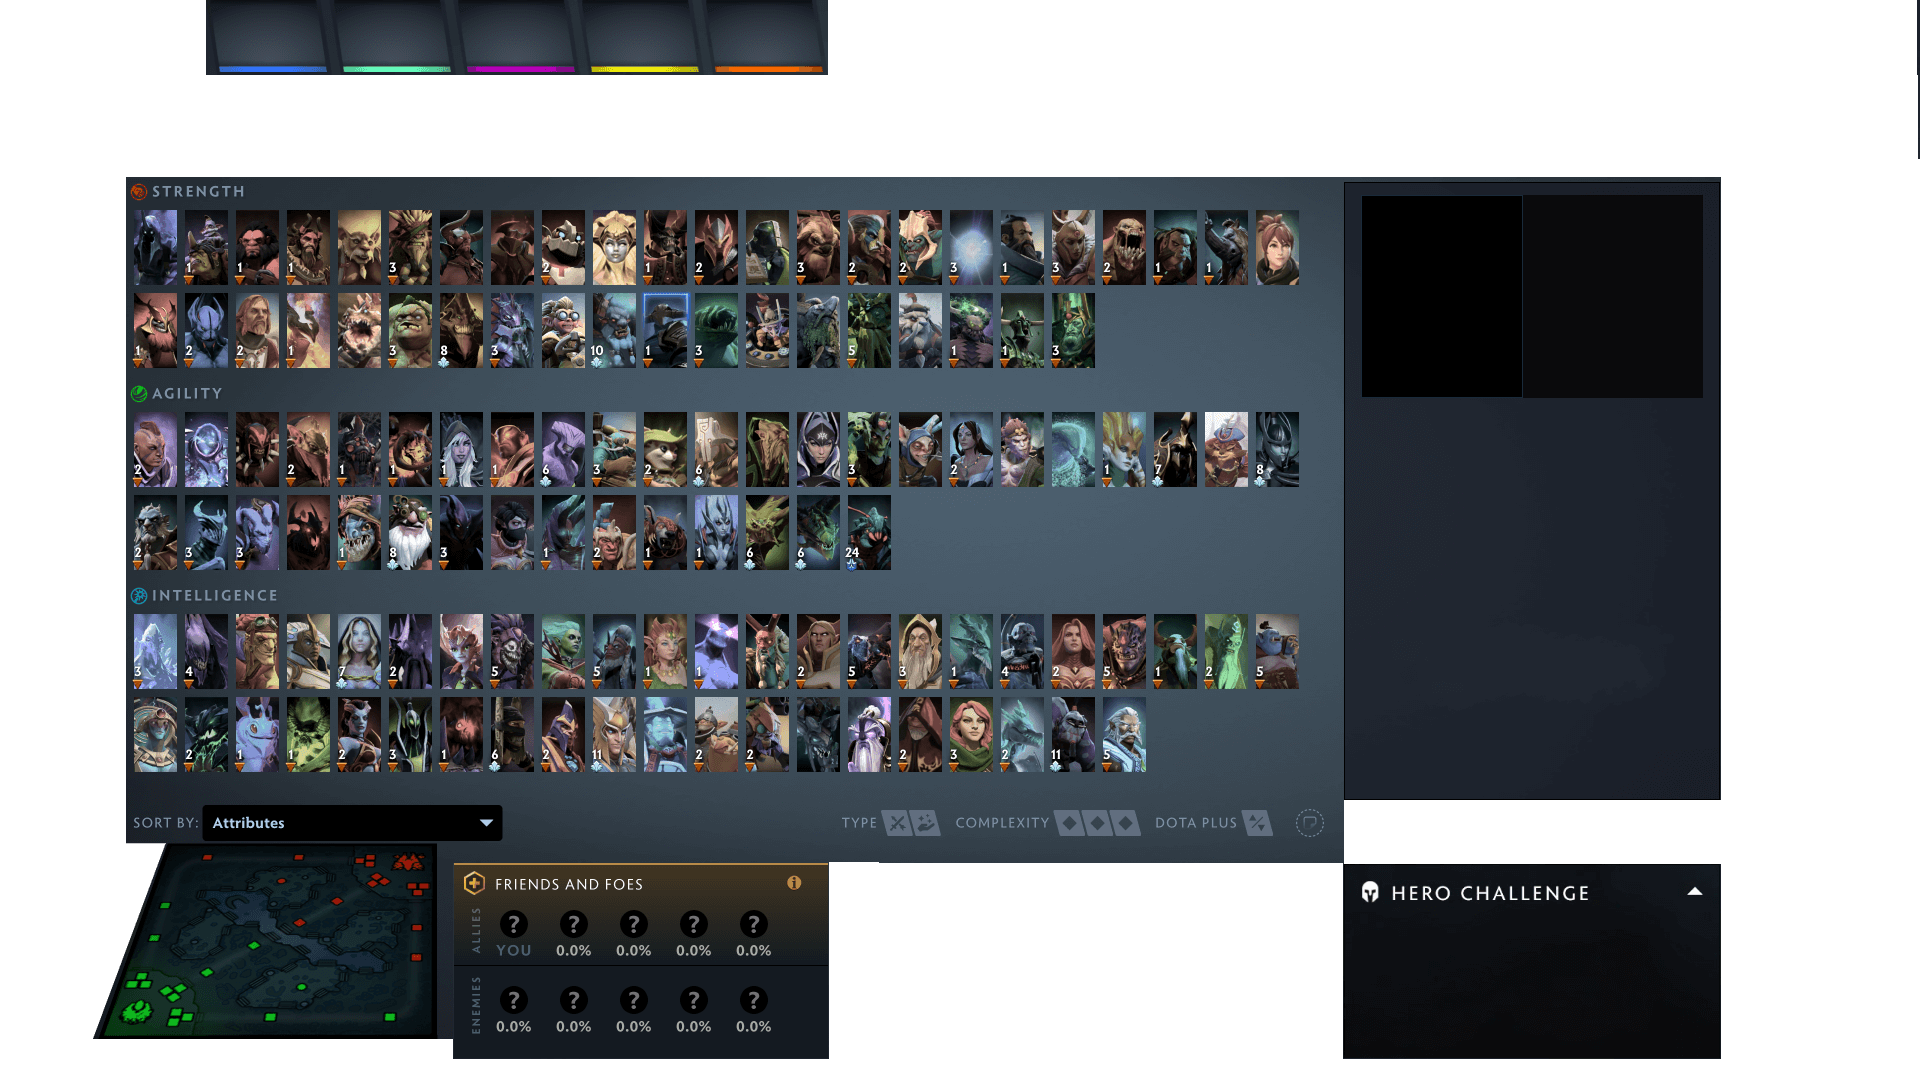 STRENGTH
1 1 1 3 2 1 2 3 2 2 3 1 3 2 1 1
1 2 2 1 3 8 3 10 1 3 5 1 1 3
AGILITY
2 2 1 1 1 1 6 3 2 6 3 2 1 7 8
2 3 3 1 8 3 1 2 1 1 6 6 24
INTELLIGENCE
3 4 7 2 5 5 1 1 2 5 3 1 4 2 5 1 2 5
2 1 1 2 3 1 6 2 11 2 2 2 3 2 11 5
SORT BY: Attributes
TYPE COMPLEXITY DOTA PLUS
FRIENDS AND FOES
ALLIES
? ? ? ? ?
YOU 0.0% 0.0% 0.0% 0.0%
ENEMIES
? ? ? ? ?
0.0% 0.0% 0.0% 0.0% 0.0%
HERO CHALLENGE